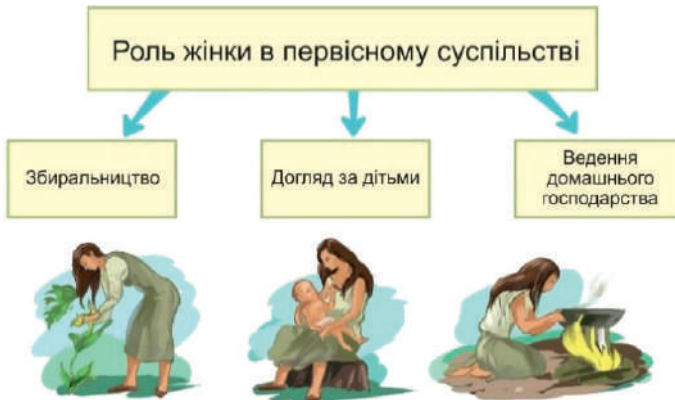 Роль жінки в первісному суспільстві
Збиральництво
Догляд за дітьми
Ведення
домашнього
господарства